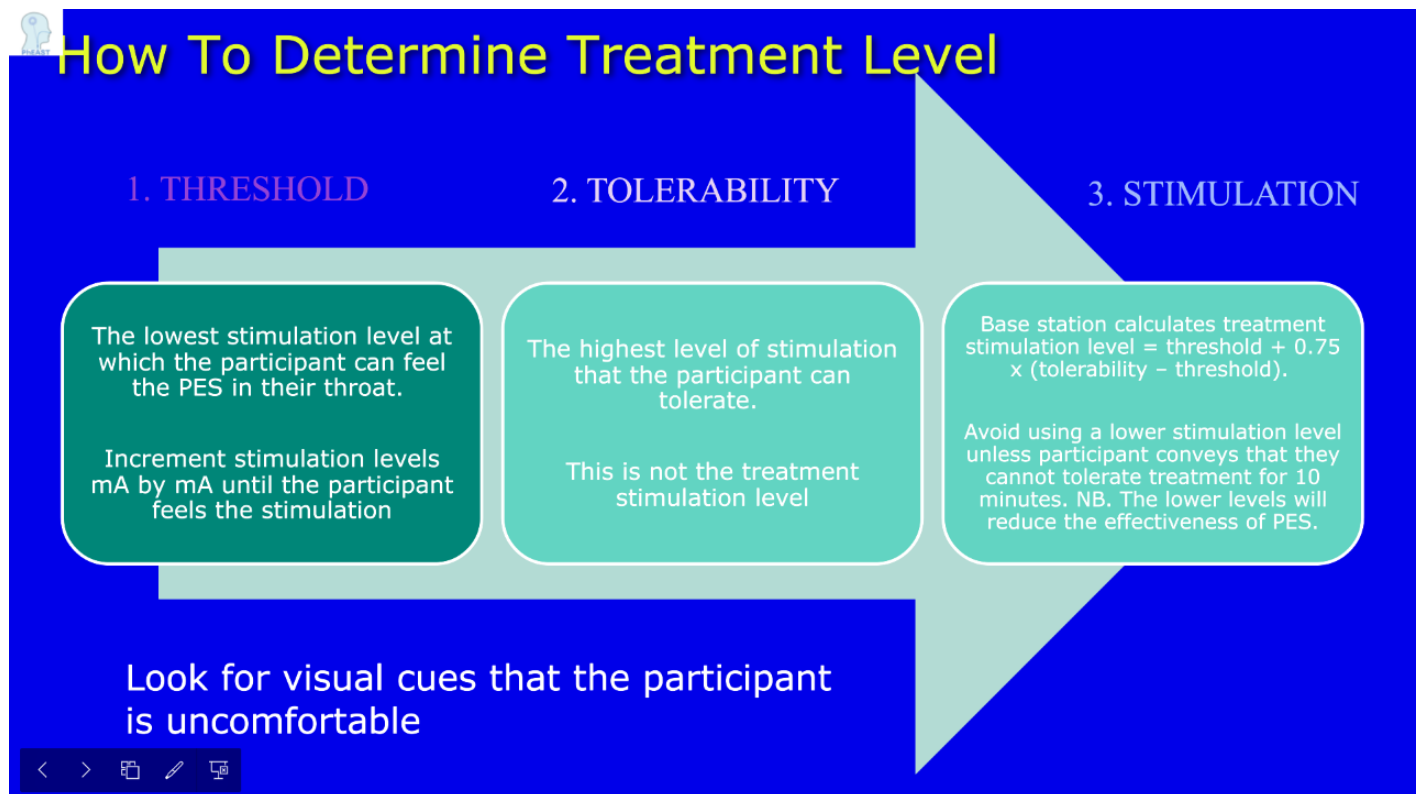 PhEAST
How To Determine Treatment Level
1. THRESHOLD
2. TOLERABILITY
3. STIMULATION
The lowest stimulation level at
which the participant can feel
the PES in their throat.
Increment stimulation levels
mA by mA until the participant
feels the stimulation
The highest level of stimulation
that the participant can
tolerate.
This is not the treatment
stimulation level
Base station calculates treatment
stimulation level = threshold + 0.75
x (tolerability – threshold).
Avoid using a lower stimulation level
unless participant conveys that they
cannot tolerate treatment for 10
minutes. NB. The lower levels will
reduce the effectiveness of PES.
Look for visual cues that the participant
is uncomfortable